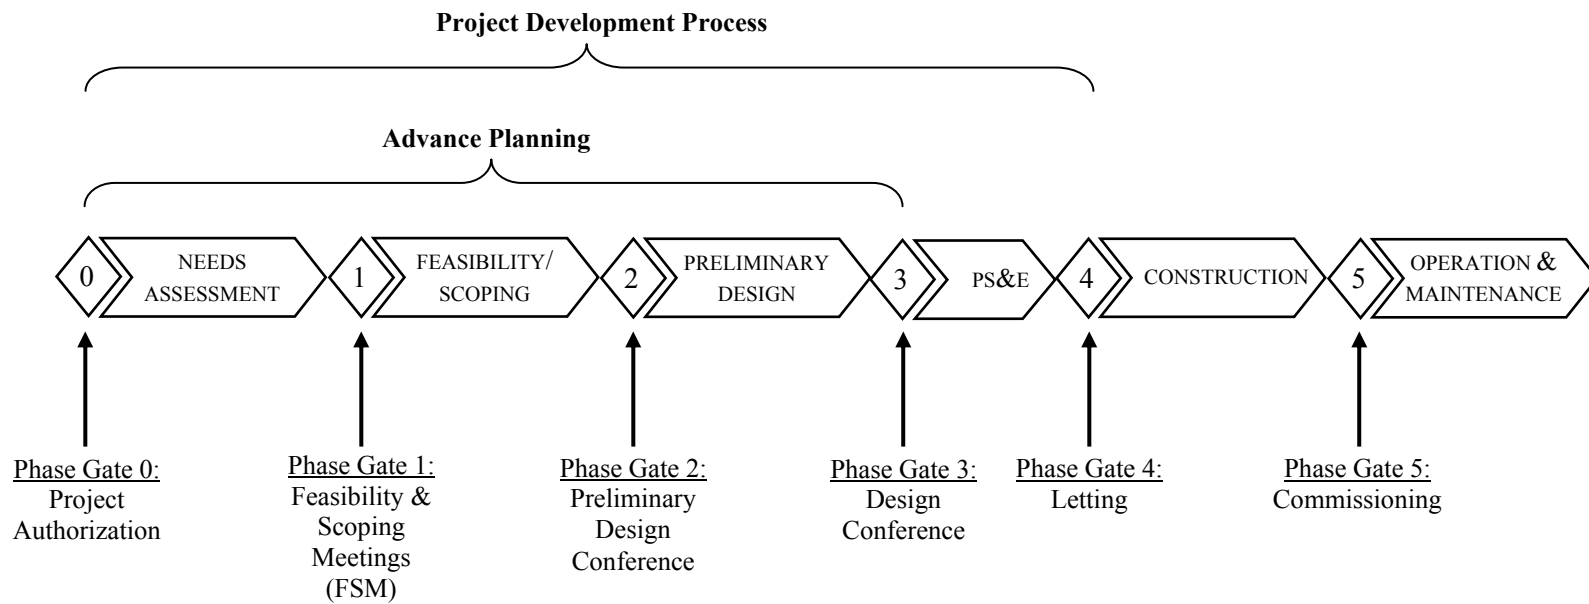 Project Development Process
Advance Planning
0
NEEDS
ASSESSMENT
1
FEASIBILITY/
SCOPING
2
PRELIMINARY
DESIGN
3
PS&E
4
CONSTRUCTION
5
OPERATION &
MAINTENANCE
Phase Gate 0:
Project
Authorization
Phase Gate 1:
Feasibility &
Scoping
Meetings
(FSM)
Phase Gate 2:
Preliminary
Design
Conference
Phase Gate 3:
Design
Conference
Phase Gate 4:
Letting
Phase Gate 5:
Commissioning